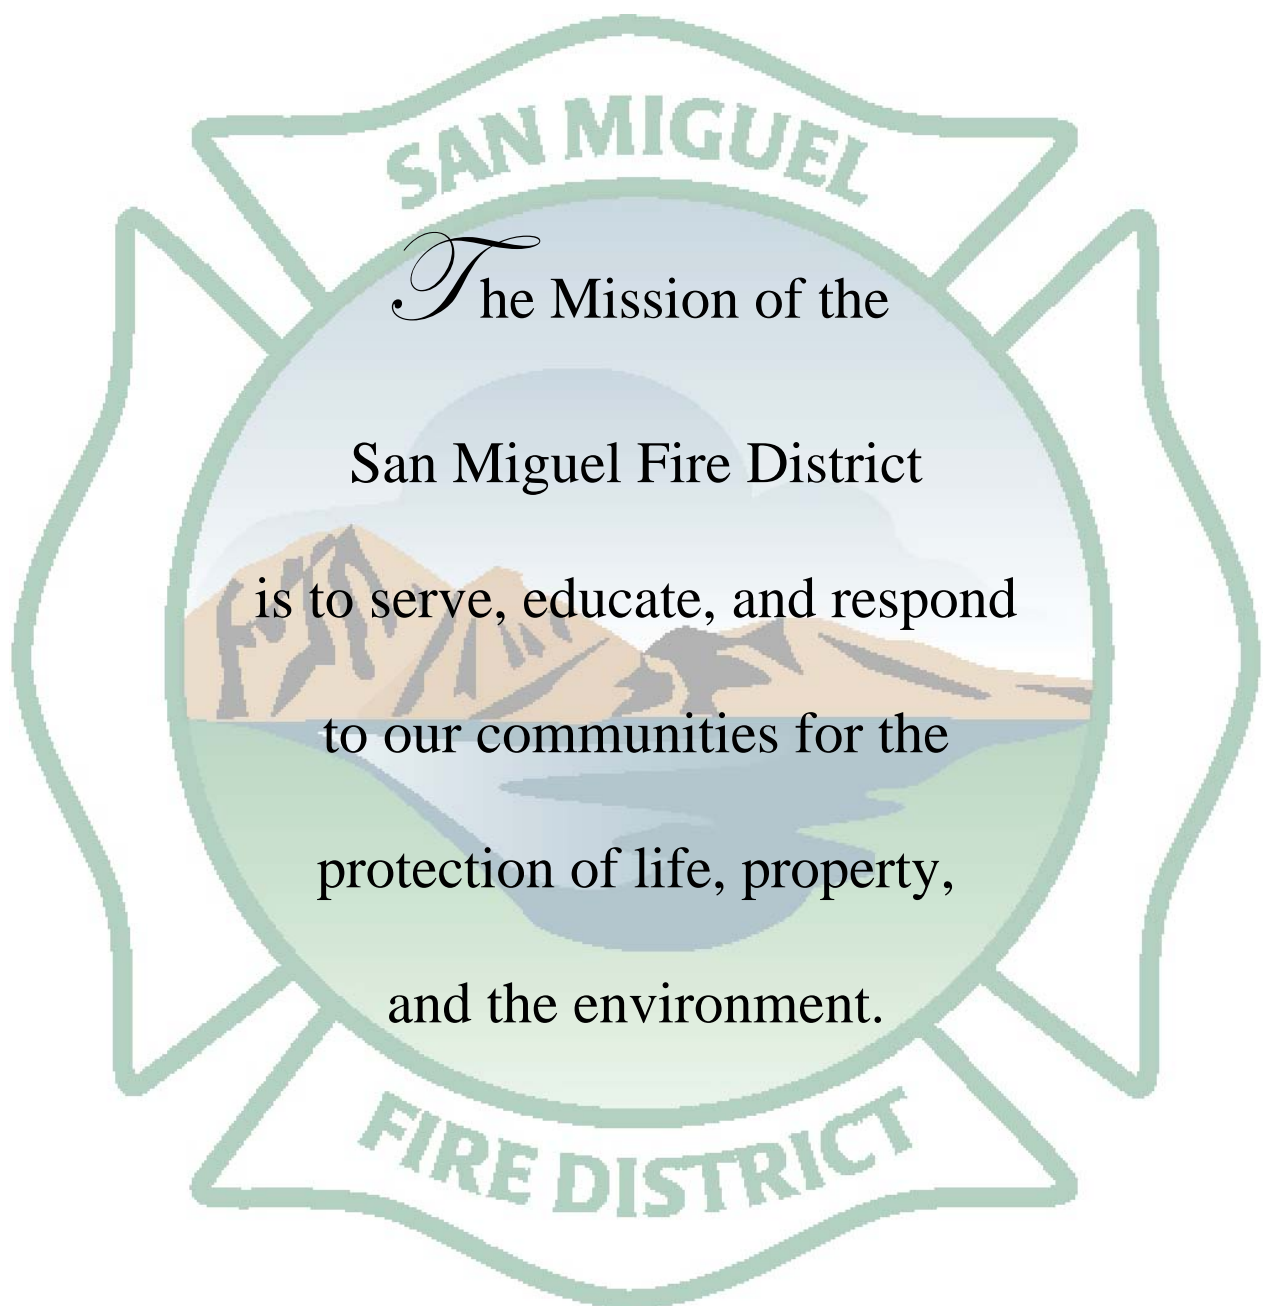 SAN MIGUEL
The Mission of the
San Miguel Fire District
is to serve, educate, and respond
to our communities for the
protection of life, property,
and the environment.
FIRE DISTRICT